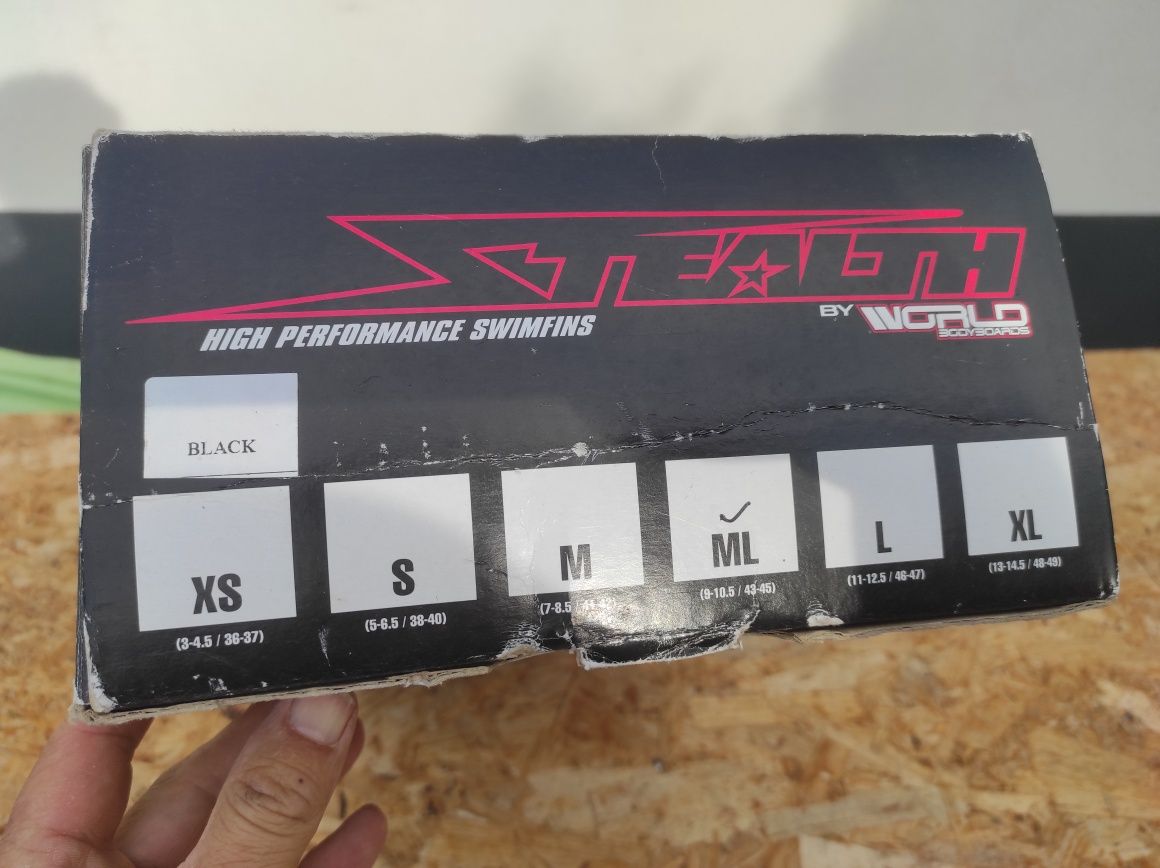 STEALTH
HIGH PERFORMANCE SWIMFINS
BY WORLD
BODYBOARDS
BLACK
XS
(3-4.5 / 36-37)
S
(5-6.5 / 38-40)
M
(7-8.5 /
ML
(9-10.5 / 43-45)
L
(11-12.5 / 46-47)
XL
(13-14.5 / 48-49)